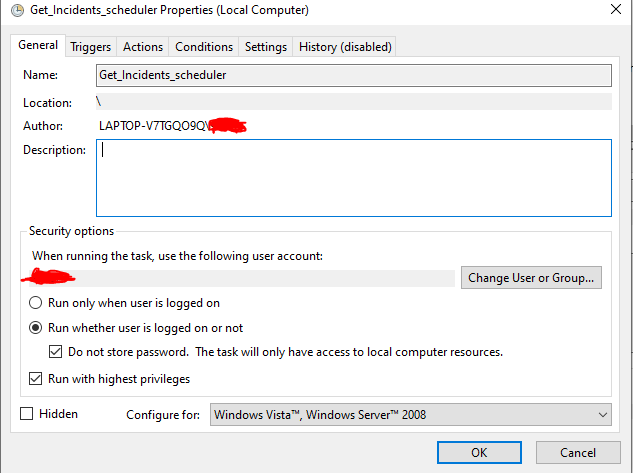 Get_Incidents_scheduler Properties (Local Computer)
General Triggers Actions Conditions Settings History (disabled)
Name: Get_Incidents_scheduler
Location: \
Author: LAPTOP-V7TGQO9Q\
Description:
Security options
When running the task, use the following user account:
Change User or Group...
Run only when user is logged on
Run whether user is logged on or not
Do not store password. The task will only have access to local computer resources.
Run with highest privileges
Hidden Configure for: Windows Vista™, Windows Server™ 2008
OK Cancel